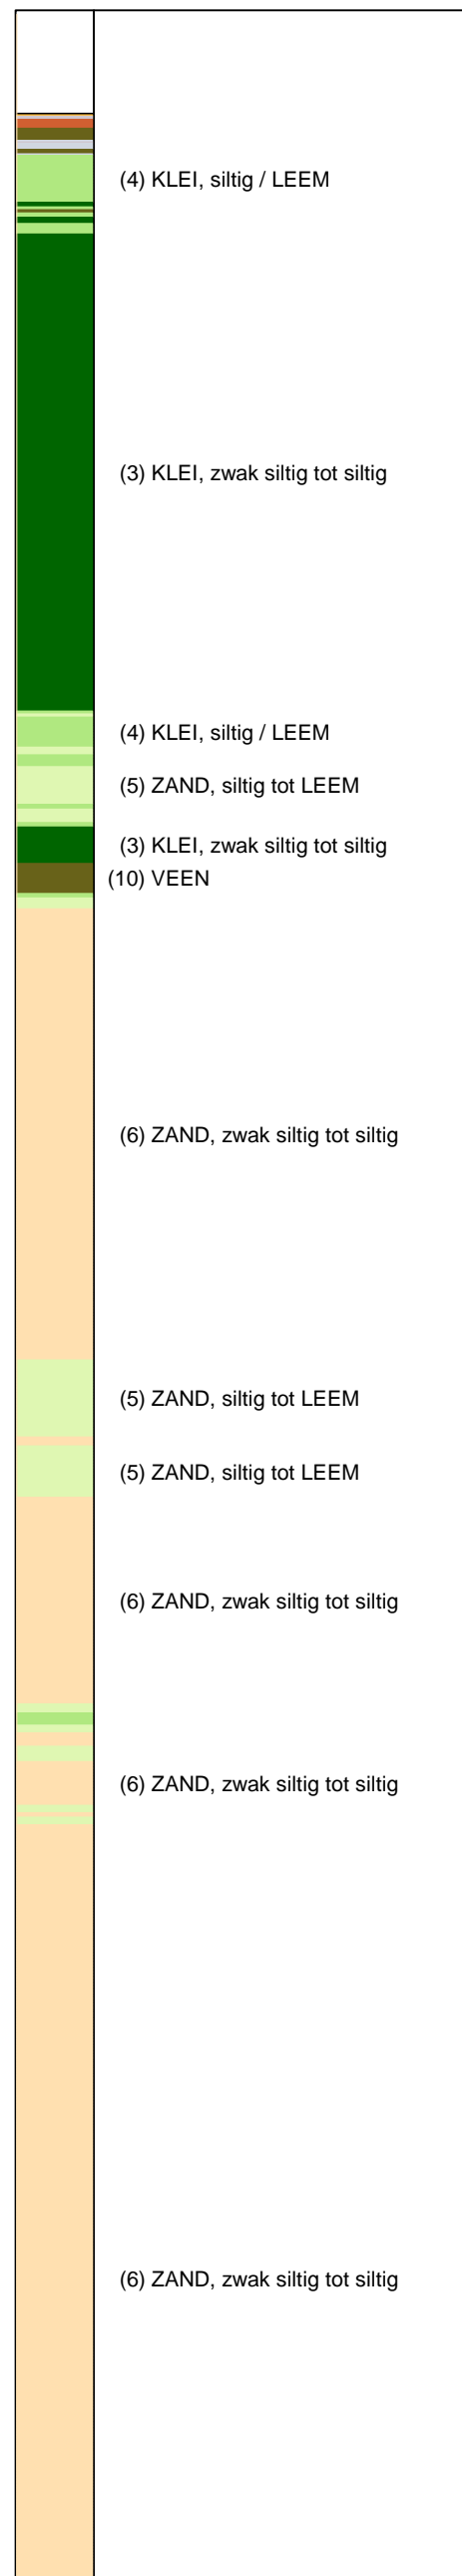 (4) KLEI, siltig / LEEM
(3) KLEI, zwak siltig tot siltig
(4) KLEI, siltig / LEEM
(5) ZAND, siltig tot LEEM
(3) KLEI, zwak siltig tot siltig
(10) VEEN
(6) ZAND, zwak siltig tot siltig
(5) ZAND, siltig tot LEEM
(5) ZAND, siltig tot LEEM
(6) ZAND, zwak siltig tot siltig
(6) ZAND, zwak siltig tot siltig
(6) ZAND, zwak siltig tot siltig